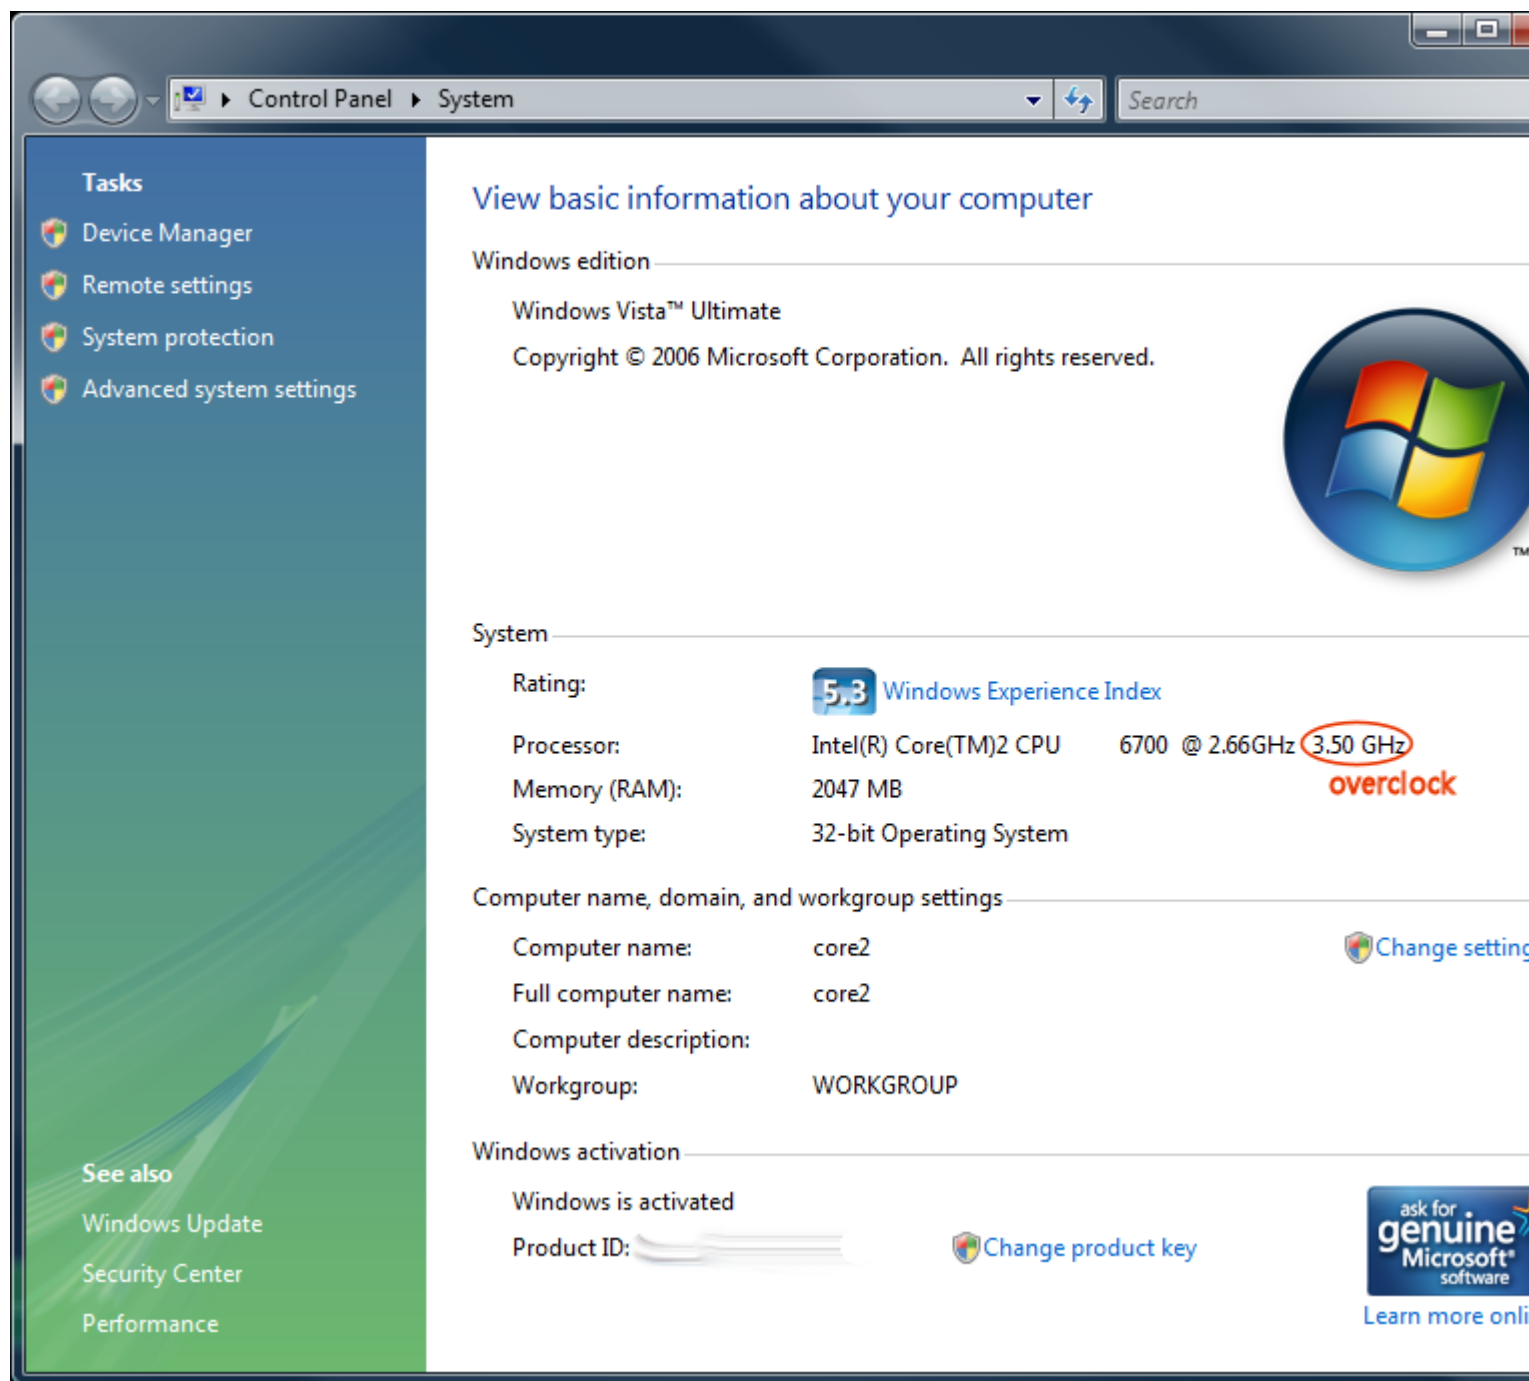 Control Panel ▸ System
Search
Tasks
Device Manager
Remote settings
System protection
Advanced system settings
View basic information about your computer
Windows edition
Windows Vista™ Ultimate
Copyright © 2006 Microsoft Corporation.  All rights reserved.
TM
System
Rating: 5.3 Windows Experience Index
Processor: Intel(R) Core(TM)2 CPU 6700 @ 2.66GHz 3.50 GHz
overclock
Memory (RAM): 2047 MB
System type: 32-bit Operating System
Computer name, domain, and workgroup settings
Computer name: core2 Change setting
Full computer name: core2
Computer description:
Workgroup: WORKGROUP
Windows activation
Windows is activated
Product ID: Change product key
ask for
genuine
Microsoft®
software
Learn more onli
See also
Windows Update
Security Center
Performance